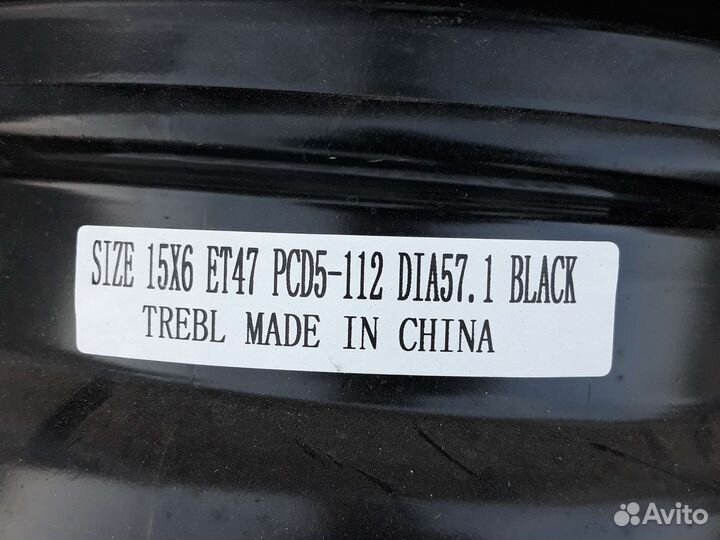 SIZE 15X6 ET47 PCD5-112 DIA57.1 BLACK
TREBL MADE IN CHINA
Avito